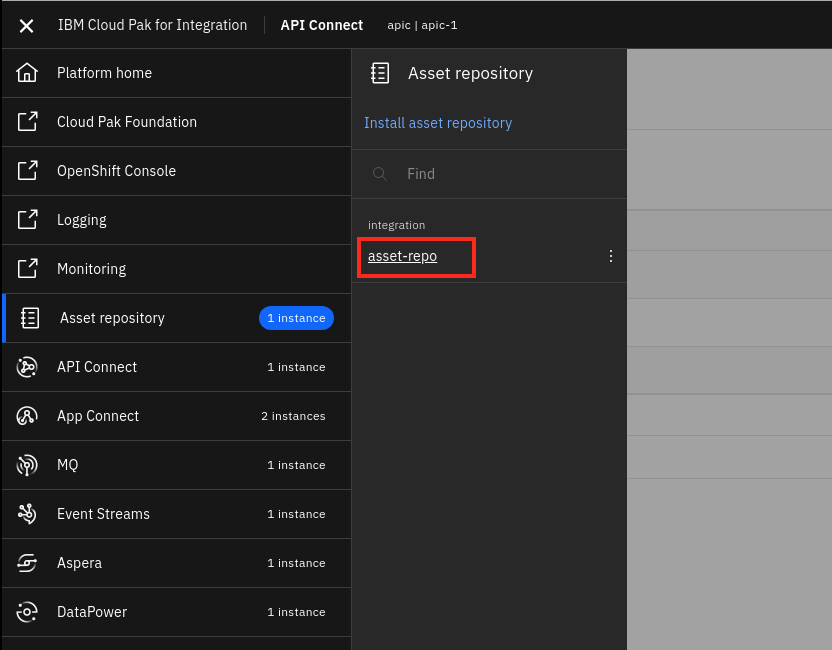 IBM Cloud Pak for Integration API Connect apic | apic-1
Platform home
Cloud Pak Foundation
OpenShift Console
Logging
Monitoring
Asset repository 1 instance
API Connect 1 instance
App Connect 2 instances
MQ 1 instance
Event Streams 1 instance
Aspera 1 instance
DataPower 1 instance
Asset repository
Install asset repository
Find
integration
asset-repo